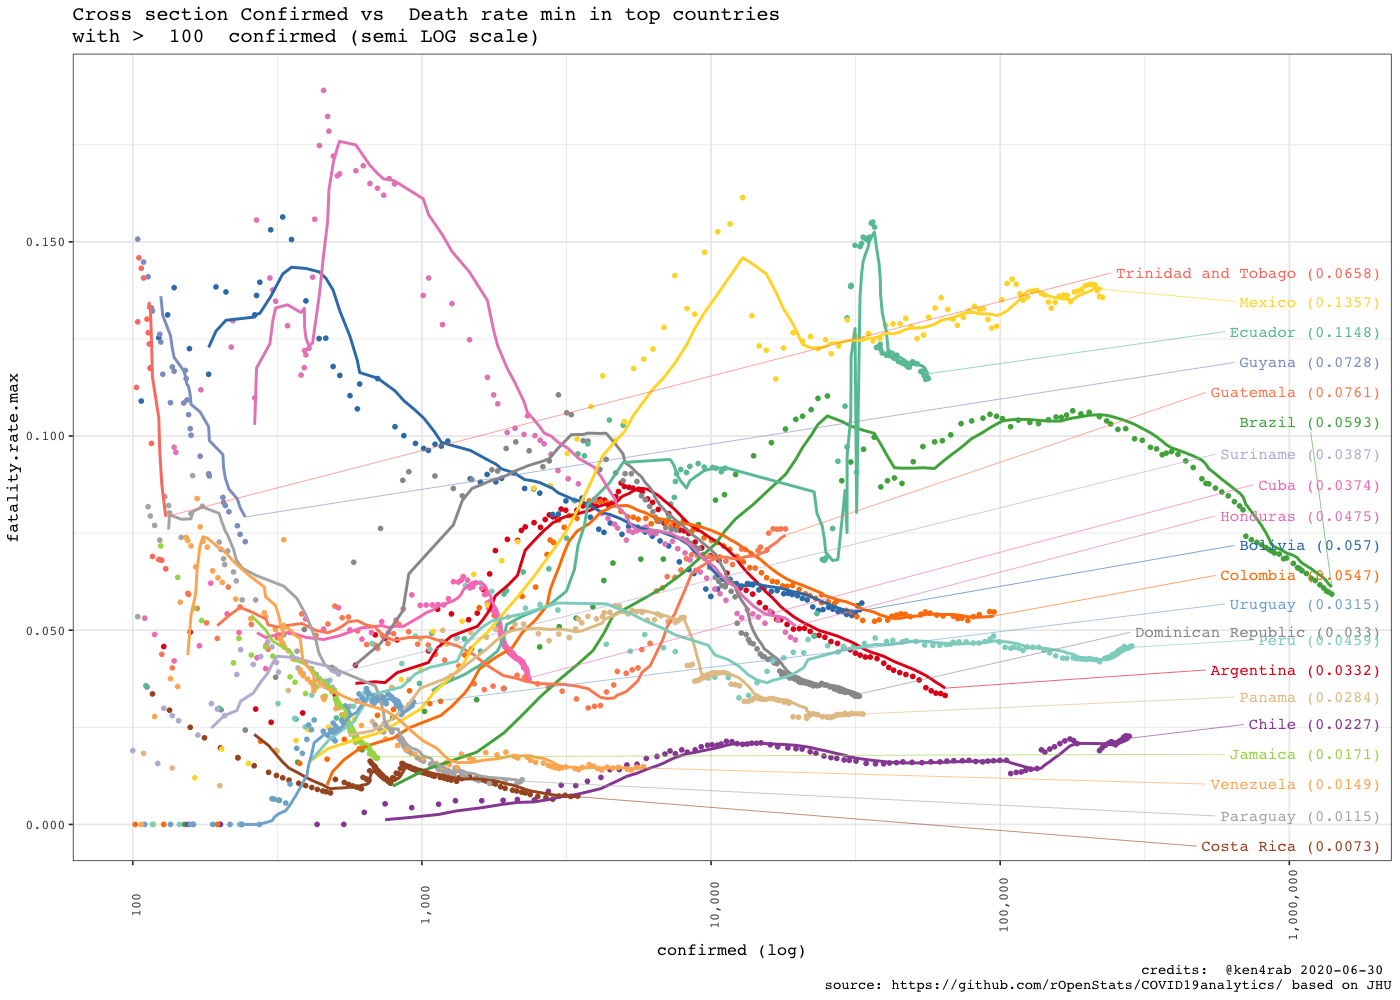 Cross section Confirmed vs  Death rate min in top countries
with >  100  confirmed (semi LOG scale)
fatality.rate.max
0.150
0.100
0.050
0.000
Trinidad and Tobago (0.0658)
Mexico (0.1357)
Ecuador (0.1148)
Guyana (0.0728)
Guatemala (0.0761)
Brazil (0.0593)
Suriname (0.0387)
Cuba (0.0374)
Honduras (0.0475)
Bolivia (0.057)
Colombia (0.0547)
Uruguay (0.0315)
Dominican Republic (0.033)
Peru (0.0459)
Argentina (0.0332)
Panama (0.0284)
Chile (0.0227)
Jamaica (0.0171)
Venezuela (0.0149)
Paraguay (0.0115)
Costa Rica (0.0073)
100
1,000
10,000
100,000
1,000,000
confirmed (log)
credits:  @ken4rab 2020-06-30
source: https://github.com/rOpenStats/COVID19analytics/ based on JHU